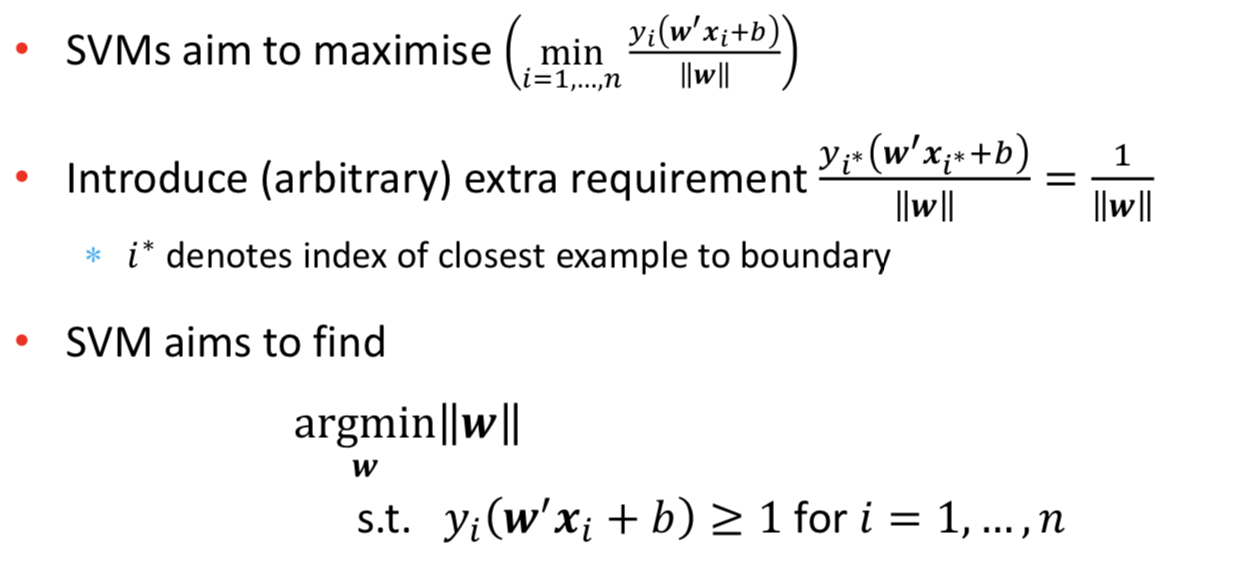 • SVMs aim to maximise $\left(\min\limits_{i=1,\ldots,n} \frac{y_i(\boldsymbol{w}'\boldsymbol{x}_i+b)}{\|\boldsymbol{w}\|}\right)$
• Introduce (arbitrary) extra requirement $\frac{y_{i^*}(\boldsymbol{w}'\boldsymbol{x}_{i^*}+b)}{\|\boldsymbol{w}\|} = \frac{1}{\|\boldsymbol{w}\|}$
* $i^*$ denotes index of closest example to boundary
• SVM aims to find
$\underset{\boldsymbol{w}}{\operatorname{argmin}}\|\boldsymbol{w}\|$
s.t. $y_i(\boldsymbol{w}'\boldsymbol{x}_i + b) \geq 1$ for $i = 1, \ldots, n$